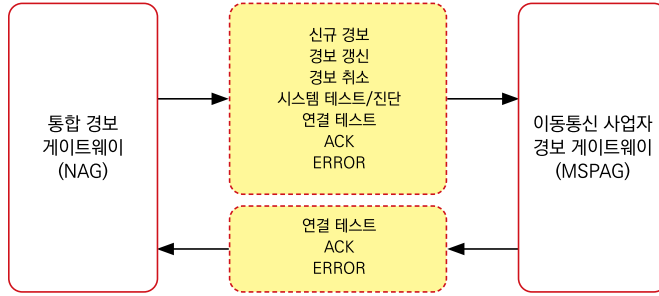 통합 경보
게이트웨이
(NAG)
신규 경보
경보 갱신
경보 취소
시스템 테스트/진단
연결 테스트
ACK
ERROR
연결 테스트
ACK
ERROR
이동통신 사업자
경보 게이트웨이
(MSPAG)